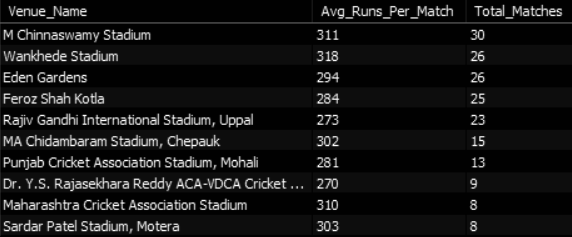 Venue_Name Avg_Runs_Per_Match Total_Matches
M Chinnaswamy Stadium 311 30
Wankhede Stadium 318 26
Eden Gardens 294 26
Feroz Shah Kotla 284 25
Rajiv Gandhi International Stadium, Uppal 273 23
MA Chidambaram Stadium, Chepauk 302 15
Punjab Cricket Association Stadium, Mohali 281 13
Dr. Y.S. Rajasekhara Reddy ACA-VDCA Cricket ... 270 9
Maharashtra Cricket Association Stadium 310 8
Sardar Patel Stadium, Motera 303 8